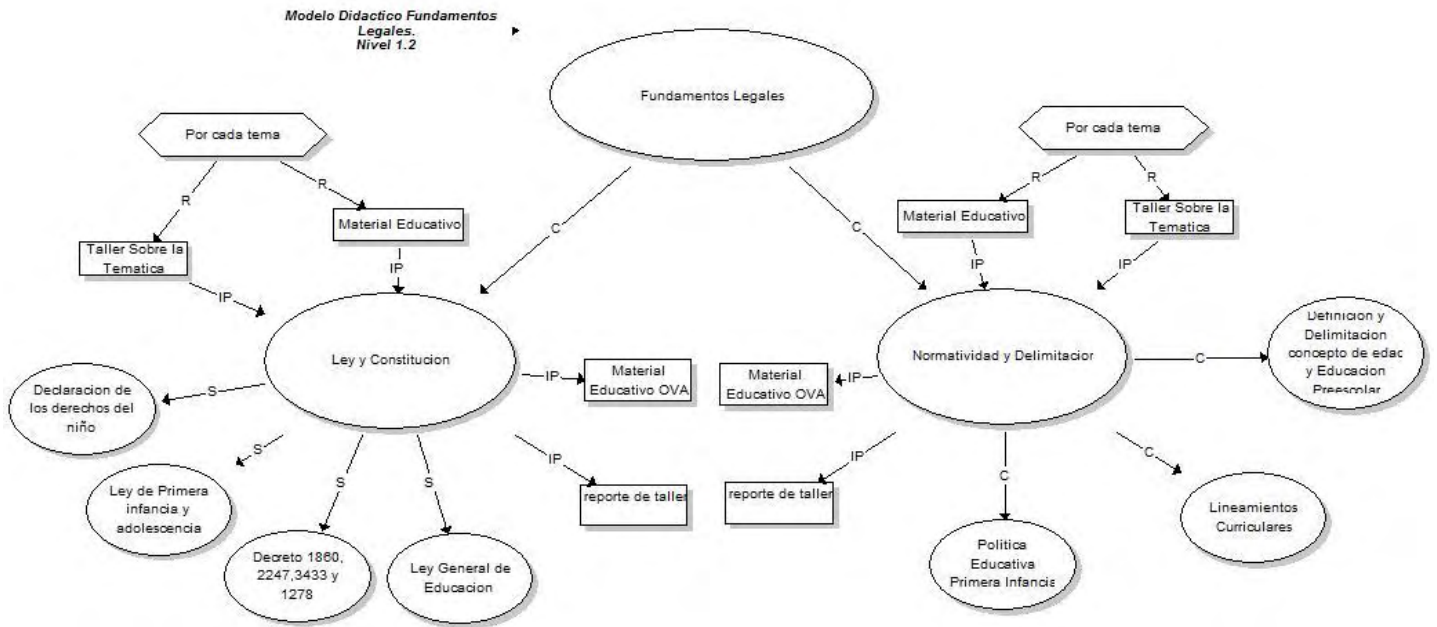 Modelo Didactico Fundamentos
Legales.
Nivel 1.2
Fundamentos Legales
Por cada tema
Por cada tema
R
R
R
R
Material Educativo
Taller Sobre la
Tematica
Material Educativo
Taller Sobre la
Tematica
C
C
IP
IP
IP
IP
Ley y Constitucion
Normatividad y Delimitacior
Definicion y
Delimitacion
concepto de edac
y Educacion
Preescolar
C
IP
Material
Educativo OVA
Material
Educativo OVA
IP
Declaracion de
los derechos del
niño
S
S
S
S
IP
IP
C
C
Ley de Primera
infancia y
adolescencia
reporte de taller
reporte de taller
Lineamientos
Curriculares
Decreto 1860,
2247,3433 y
1278
Ley General de
Educacion
Politica
Educativa
Primera Infancia